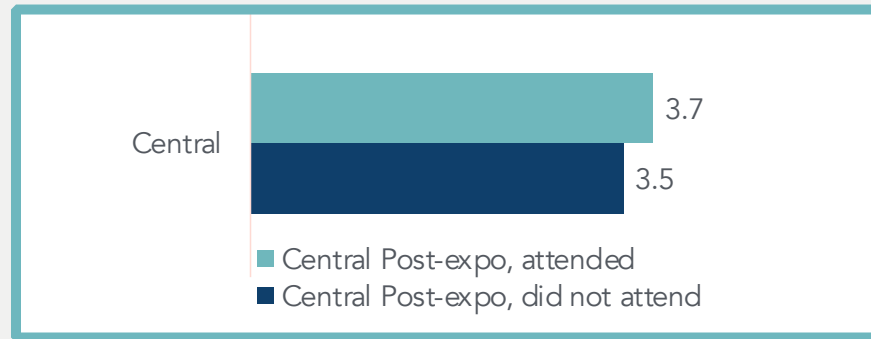 3.7
Central
3.5
Central Post-expo, attended
Central Post-expo, did not attend